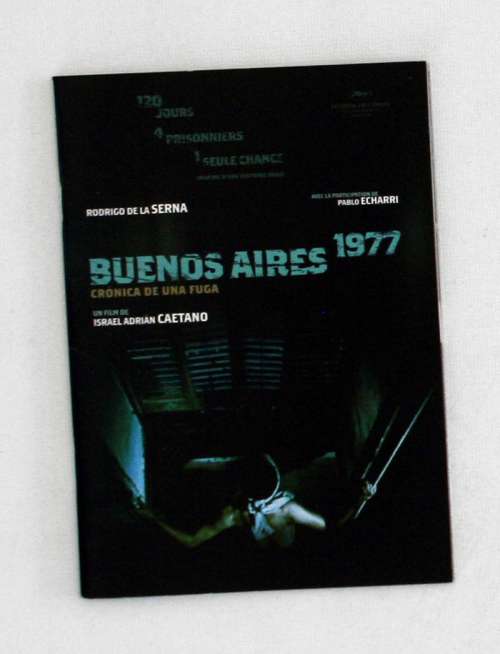 120
JOURS
4 PRISONNIERS
1 SEULE CHANCE
RODRIGO DE LA SERNA
AVEC LA PARTICIPATION DE
PABLO ECHARRI
BUENOS AIRES 1977
CRONICA DE UNA FUGA
UN FILM DE
ISRAEL ADRIAN CAETANO